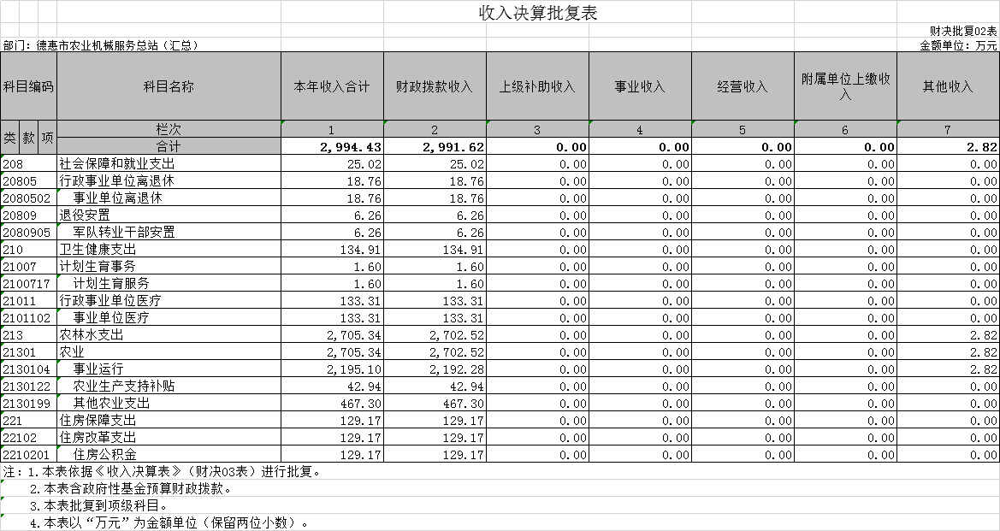 收入决算批复表
财决批复02表
部门：德惠市农业机械服务总站（汇总） 金额单位：万元
科目编码 科目名称 本年收入合计 财政拨款收入 上级补助收入 事业收入 经营收入 附属单位上缴收入 其他收入
类 款 项 栏次 1 2 3 4 5 6 7
合计 2,994.43 2,991.62 0.00 0.00 0.00 0.00 2.82
208 社会保障和就业支出 25.02 25.02 0.00 0.00 0.00 0.00 0.00
20805 行政事业单位离退休 18.76 18.76 0.00 0.00 0.00 0.00 0.00
2080502 事业单位离退休 18.76 18.76 0.00 0.00 0.00 0.00 0.00
20809 退役安置 6.26 6.26 0.00 0.00 0.00 0.00 0.00
2080905 军队转业干部安置 6.26 6.26 0.00 0.00 0.00 0.00 0.00
210 卫生健康支出 134.91 134.91 0.00 0.00 0.00 0.00 0.00
21007 计划生育事务 1.60 1.60 0.00 0.00 0.00 0.00 0.00
2100717 计划生育服务 1.60 1.60 0.00 0.00 0.00 0.00 0.00
21011 行政事业单位医疗 133.31 133.31 0.00 0.00 0.00 0.00 0.00
2101102 事业单位医疗 133.31 133.31 0.00 0.00 0.00 0.00 0.00
213 农林水支出 2,705.34 2,702.52 0.00 0.00 0.00 0.00 2.82
21301 农业 2,705.34 2,702.52 0.00 0.00 0.00 0.00 2.82
2130104 事业运行 2,195.10 2,192.28 0.00 0.00 0.00 0.00 2.82
2130122 农业生产支持补贴 42.94 42.94 0.00 0.00 0.00 0.00 0.00
2130199 其他农业支出 467.30 467.30 0.00 0.00 0.00 0.00 0.00
221 住房保障支出 129.17 129.17 0.00 0.00 0.00 0.00 0.00
22102 住房改革支出 129.17 129.17 0.00 0.00 0.00 0.00 0.00
2210201 住房公积金 129.17 129.17 0.00 0.00 0.00 0.00 0.00
注：1.本表依据《收入决算表》（财决03表）进行批复。
2.本表含政府性基金预算财政拨款。
3.本表批复到项级科目。
4.本表以“万元”为金额单位（保留两位小数）。